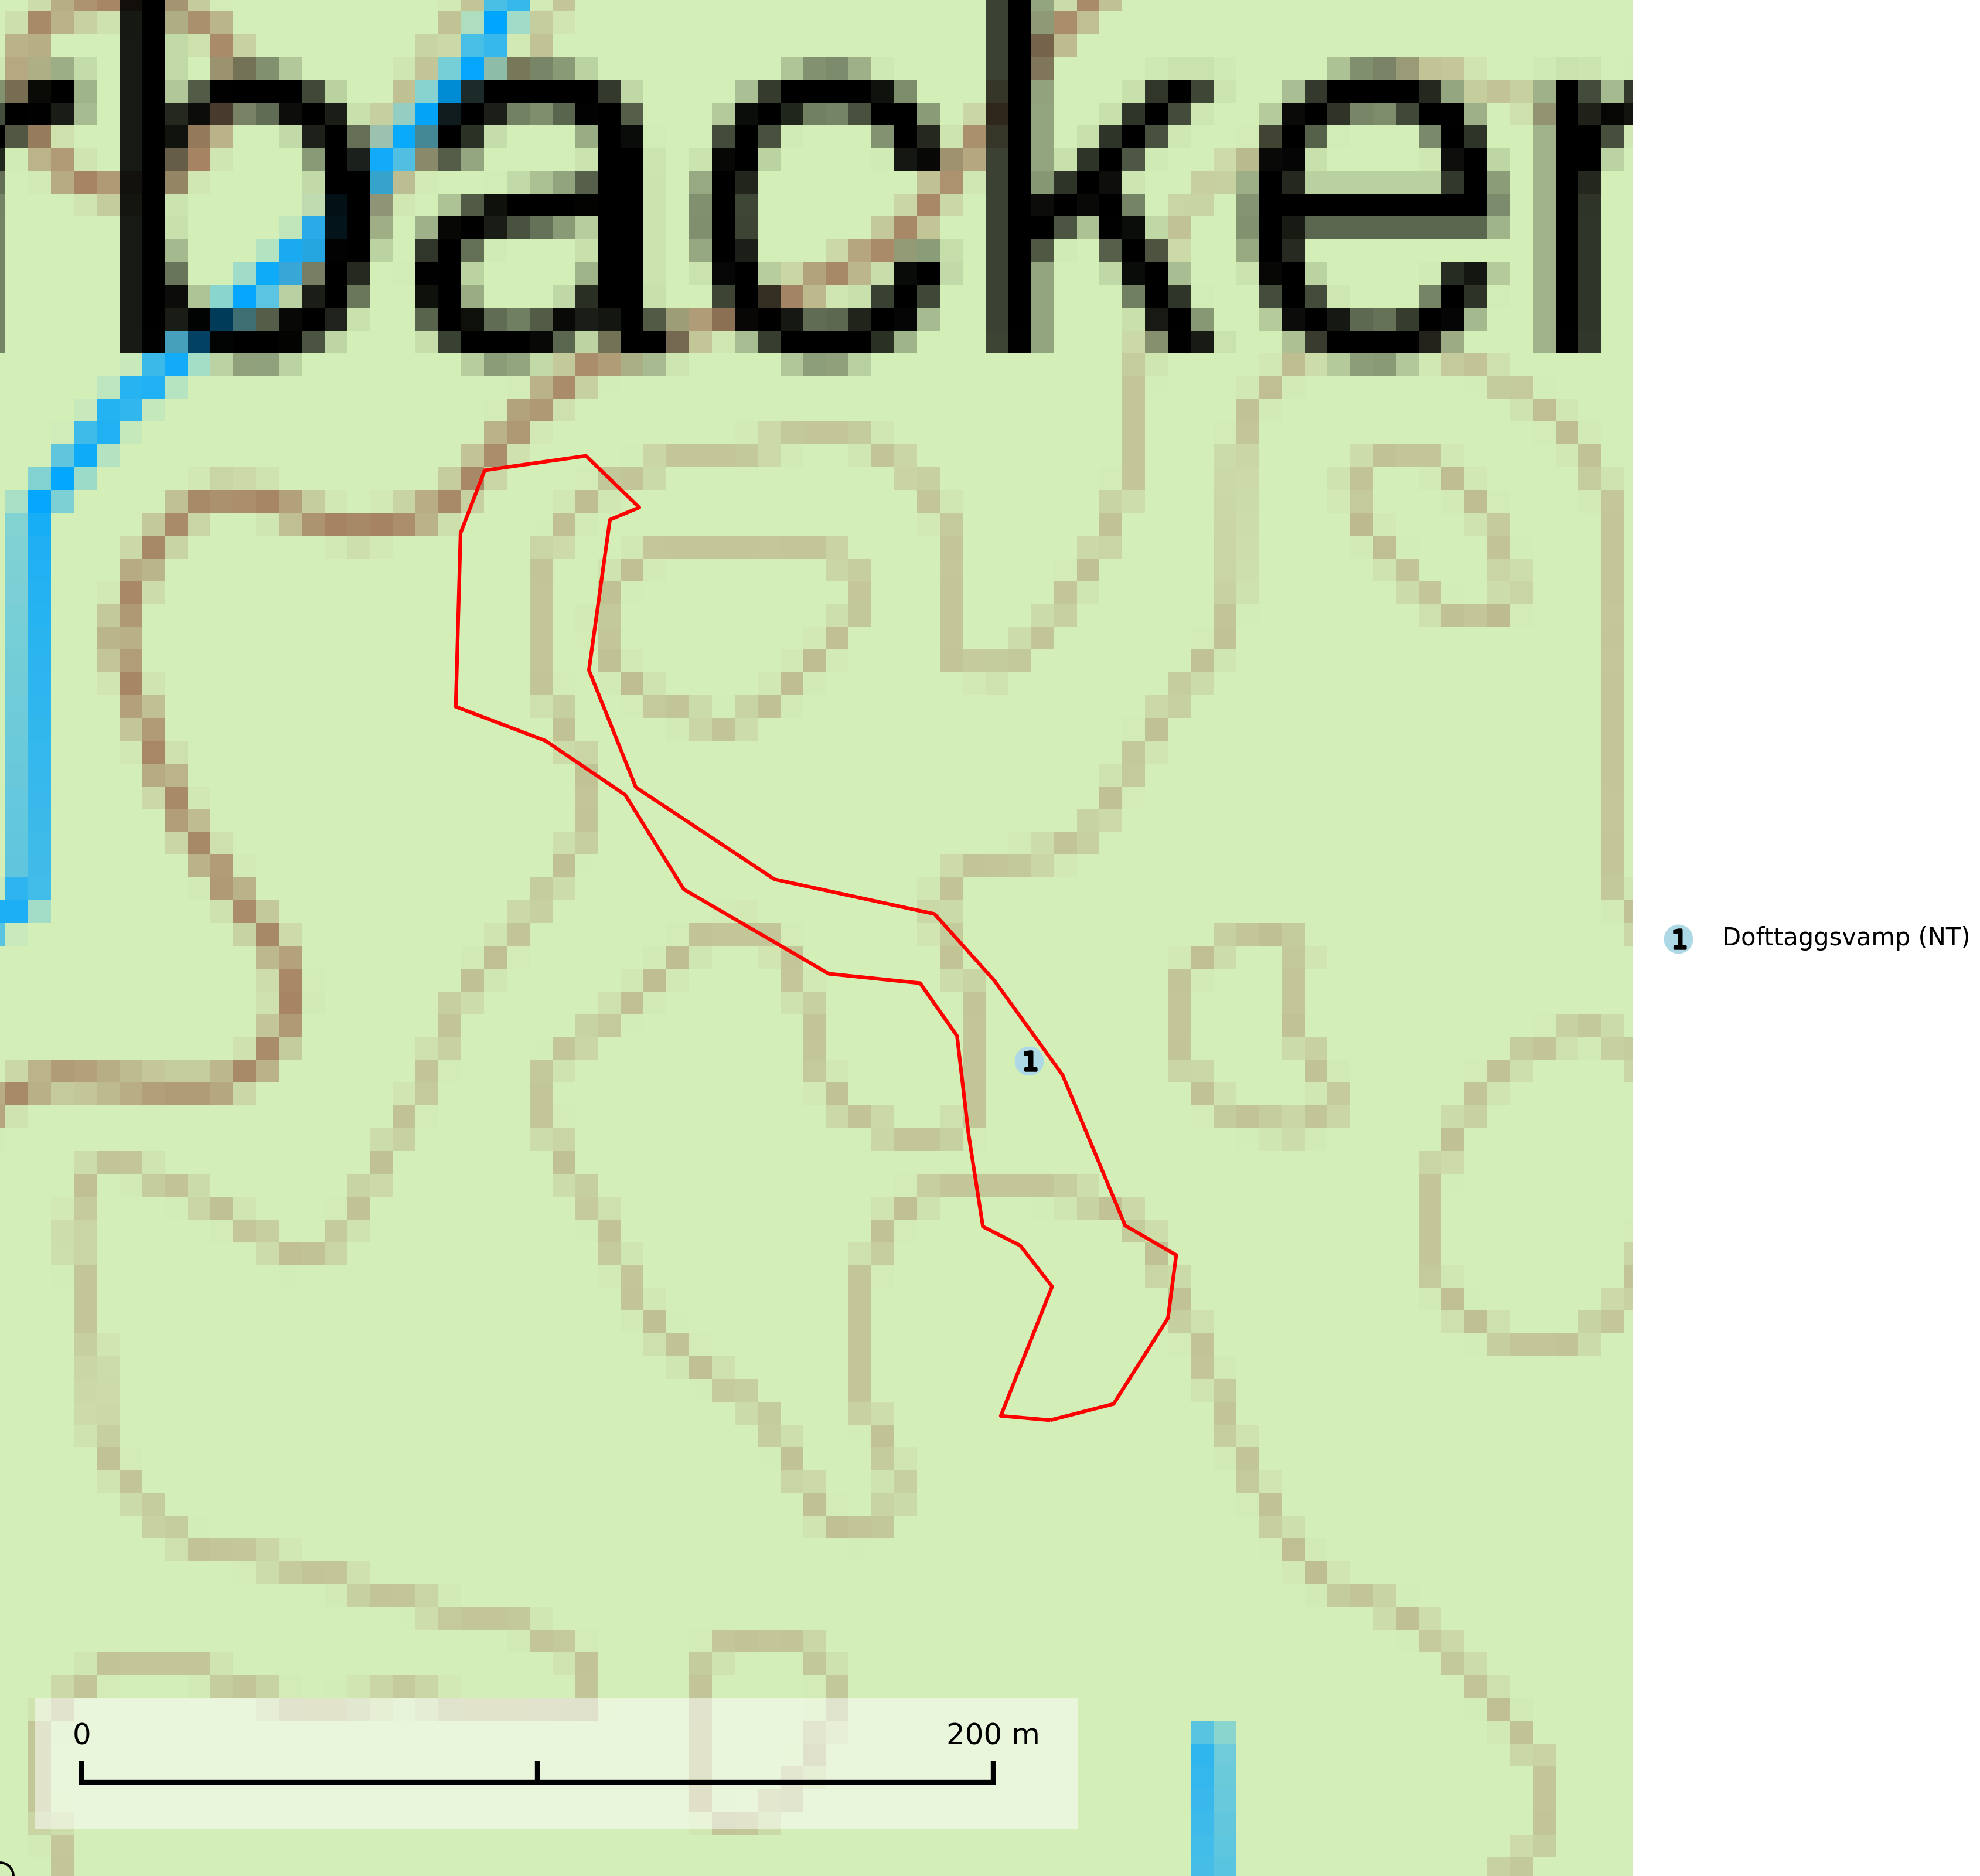 backer
1 Dofttaggsvamp (NT)
1
0 200 m